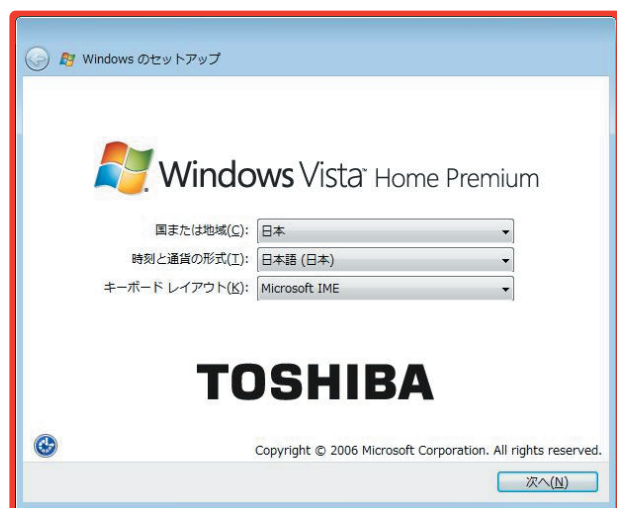 Windows のセットアップ
Windows Vista™ Home Premium
国または地域(C): 日本
時刻と通貨の形式(T): 日本語 (日本)
キーボード レイアウト(K): Microsoft IME
TOSHIBA
Copyright © 2006 Microsoft Corporation. All rights reserved.
次へ(N)